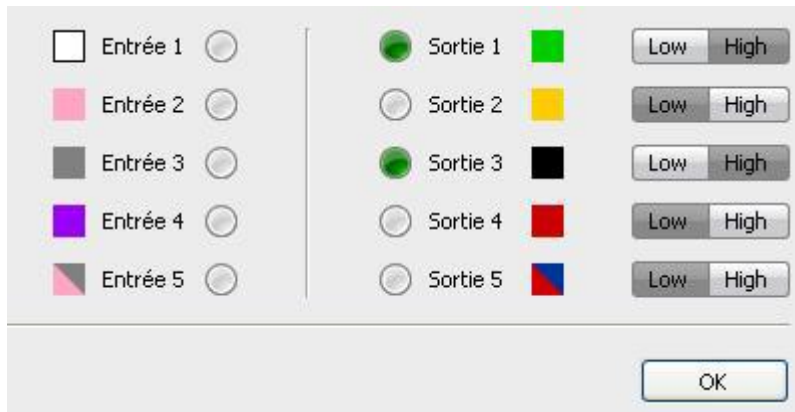 Entrée 1 Sortie 1 Low High
Entrée 2 Sortie 2 Low High
Entrée 3 Sortie 3 Low High
Entrée 4 Sortie 4 Low High
Entrée 5 Sortie 5 Low High
OK